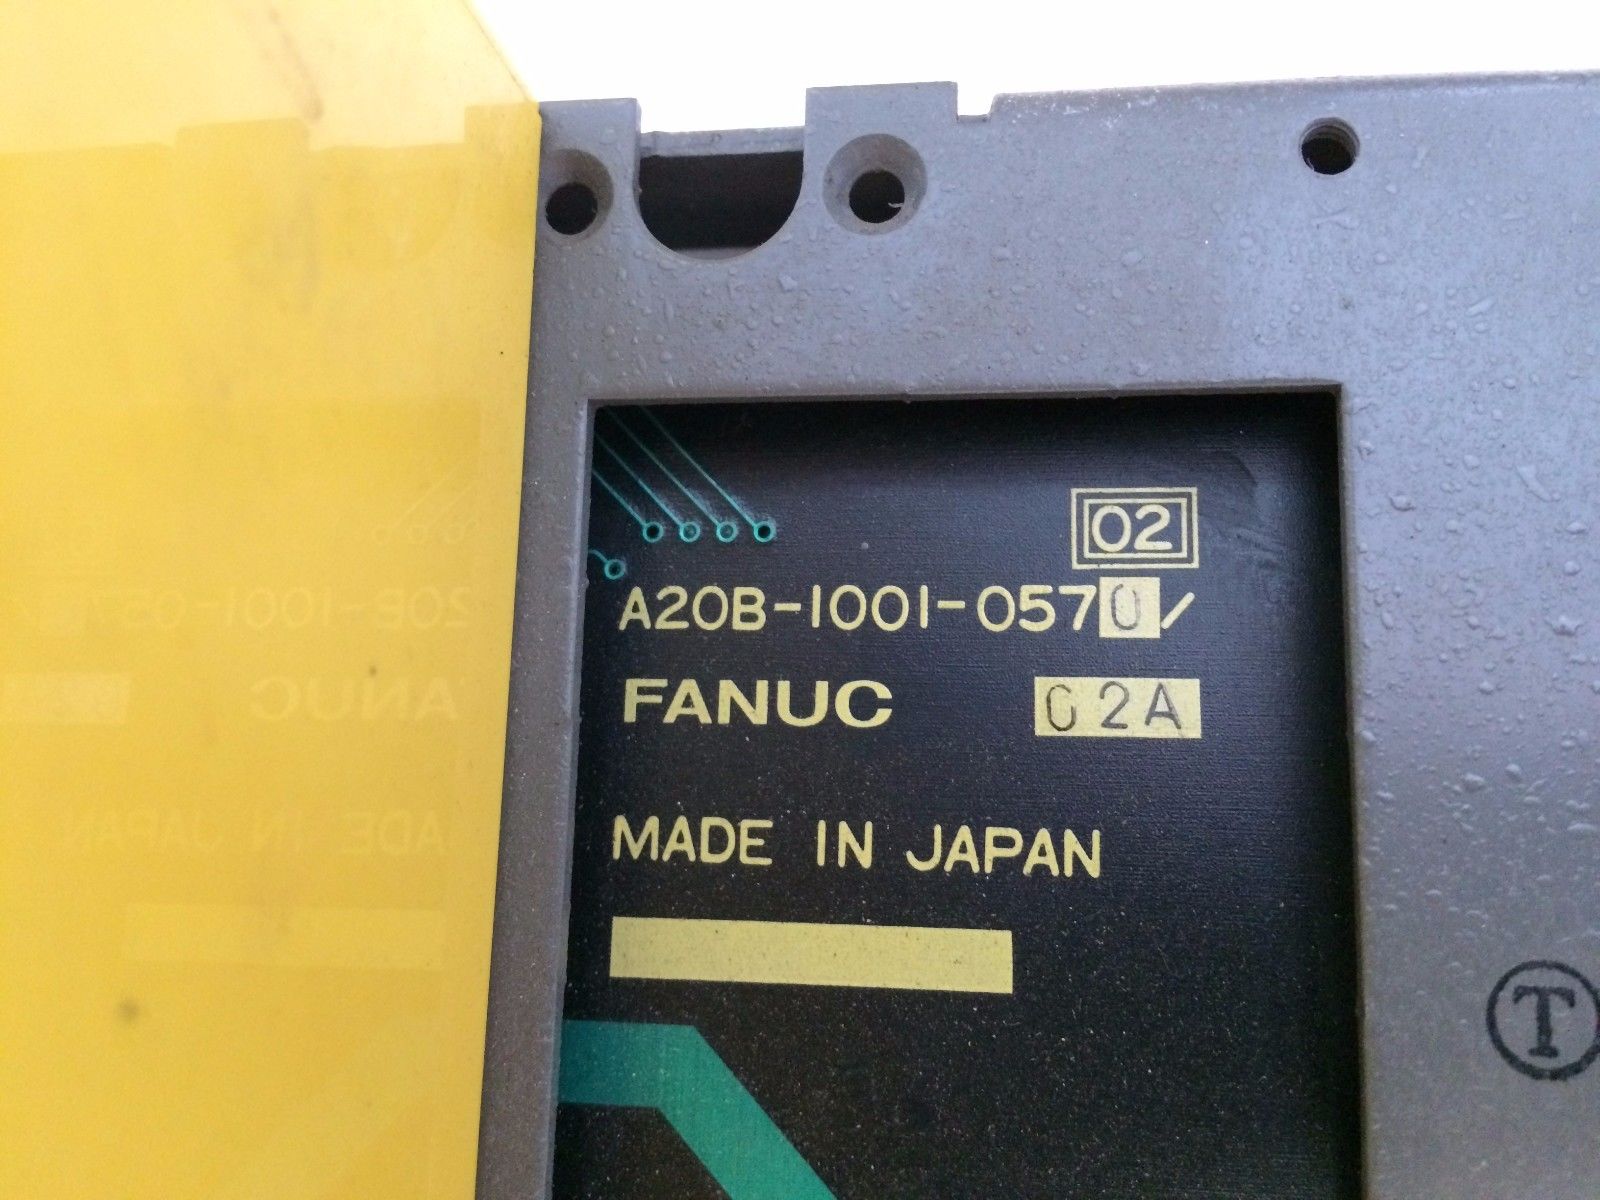 02
A20B-1001-0570/
FANUC 02A
MADE IN JAPAN
T